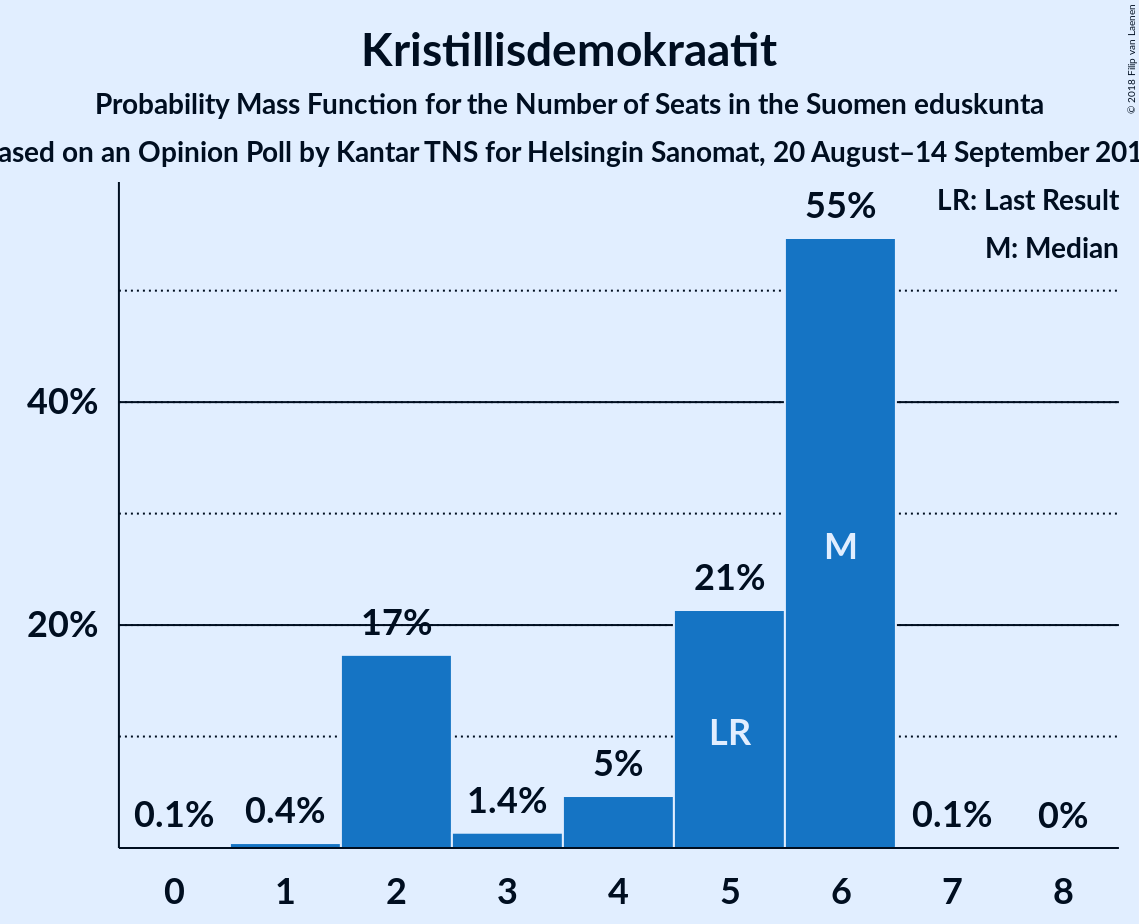 Kristillisdemokraatit
Probability Mass Function for the Number of Seats in the Suomen eduskunta
ased on an Opinion Poll by Kantar TNS for Helsingin Sanomat, 20 August–14 September 201
© 2018 Filip van Laenen
LR: Last Result
M: Median
55%
40%
M
21%
20%
17%
LR
5%
1.4%
0.1%
0.4%
0.1%
0%
0 1 2 3 4 5 6 7 8